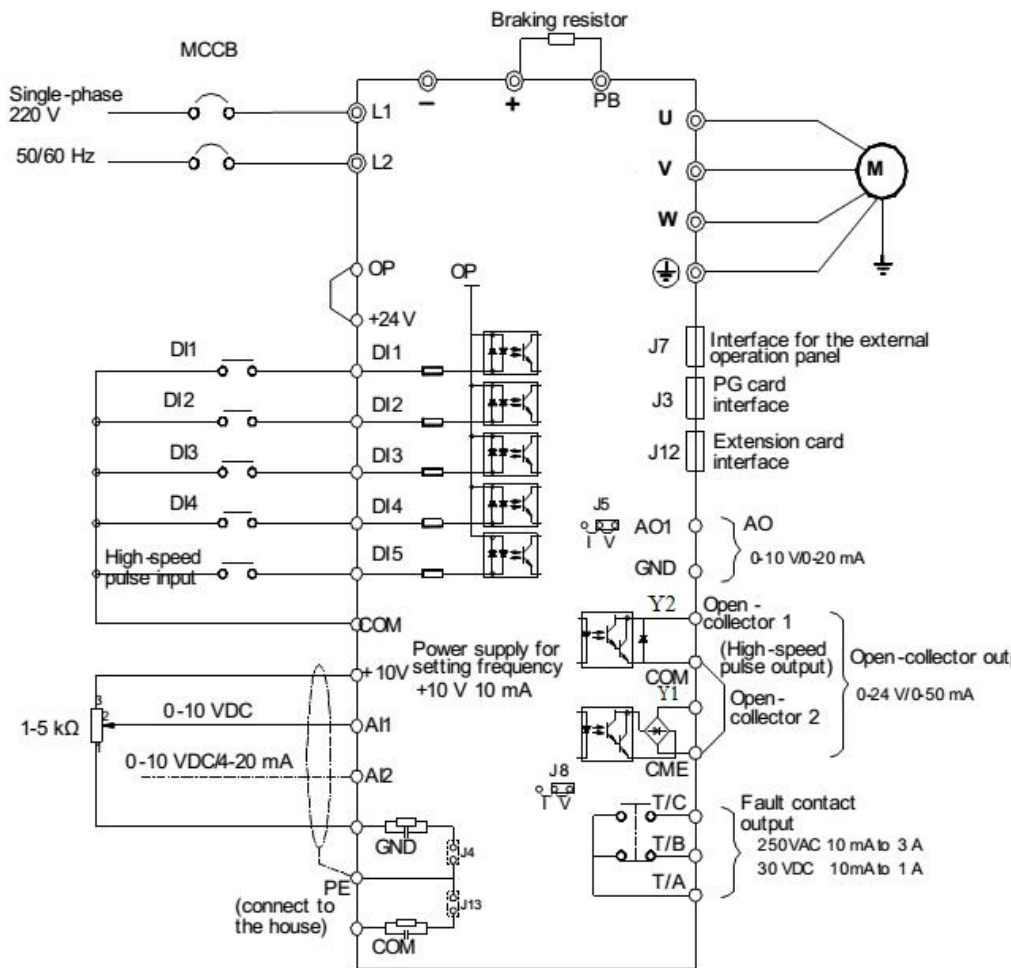 Braking resistor
MCCB
Single-phase
220 V
50/60 Hz
L1
L2
−
+
PB
U
V
W
M
OP
+24 V
OP
DI1
DI1
DI2
DI2
DI3
DI3
DI4
DI4
High-speed
pulse input
DI5
COM
J7
Interface for the external
operation panel
J3
PG card
interface
J12
Extension card
interface
J5
I V
AO1
AO
0-10 V/0-20 mA
GND
Power supply for
setting frequency
+10 V 10 mA
+10V
3
2
1
1-5 kΩ
0-10 VDC
AI1
0-10 VDC/4-20 mA
AI2
GND
J4
PE
(connect to
the house)
J13
COM
Y2
Open-
collector 1
(High-speed
pulse output)
COM
Y1
Open-
collector 2
CME
Open-collector outp
0-24 V/0-50 mA
J8
I V
T/C
T/B
T/A
Fault contact
output
250VAC 10 mA to 3 A
30 VDC 10mA to 1 A